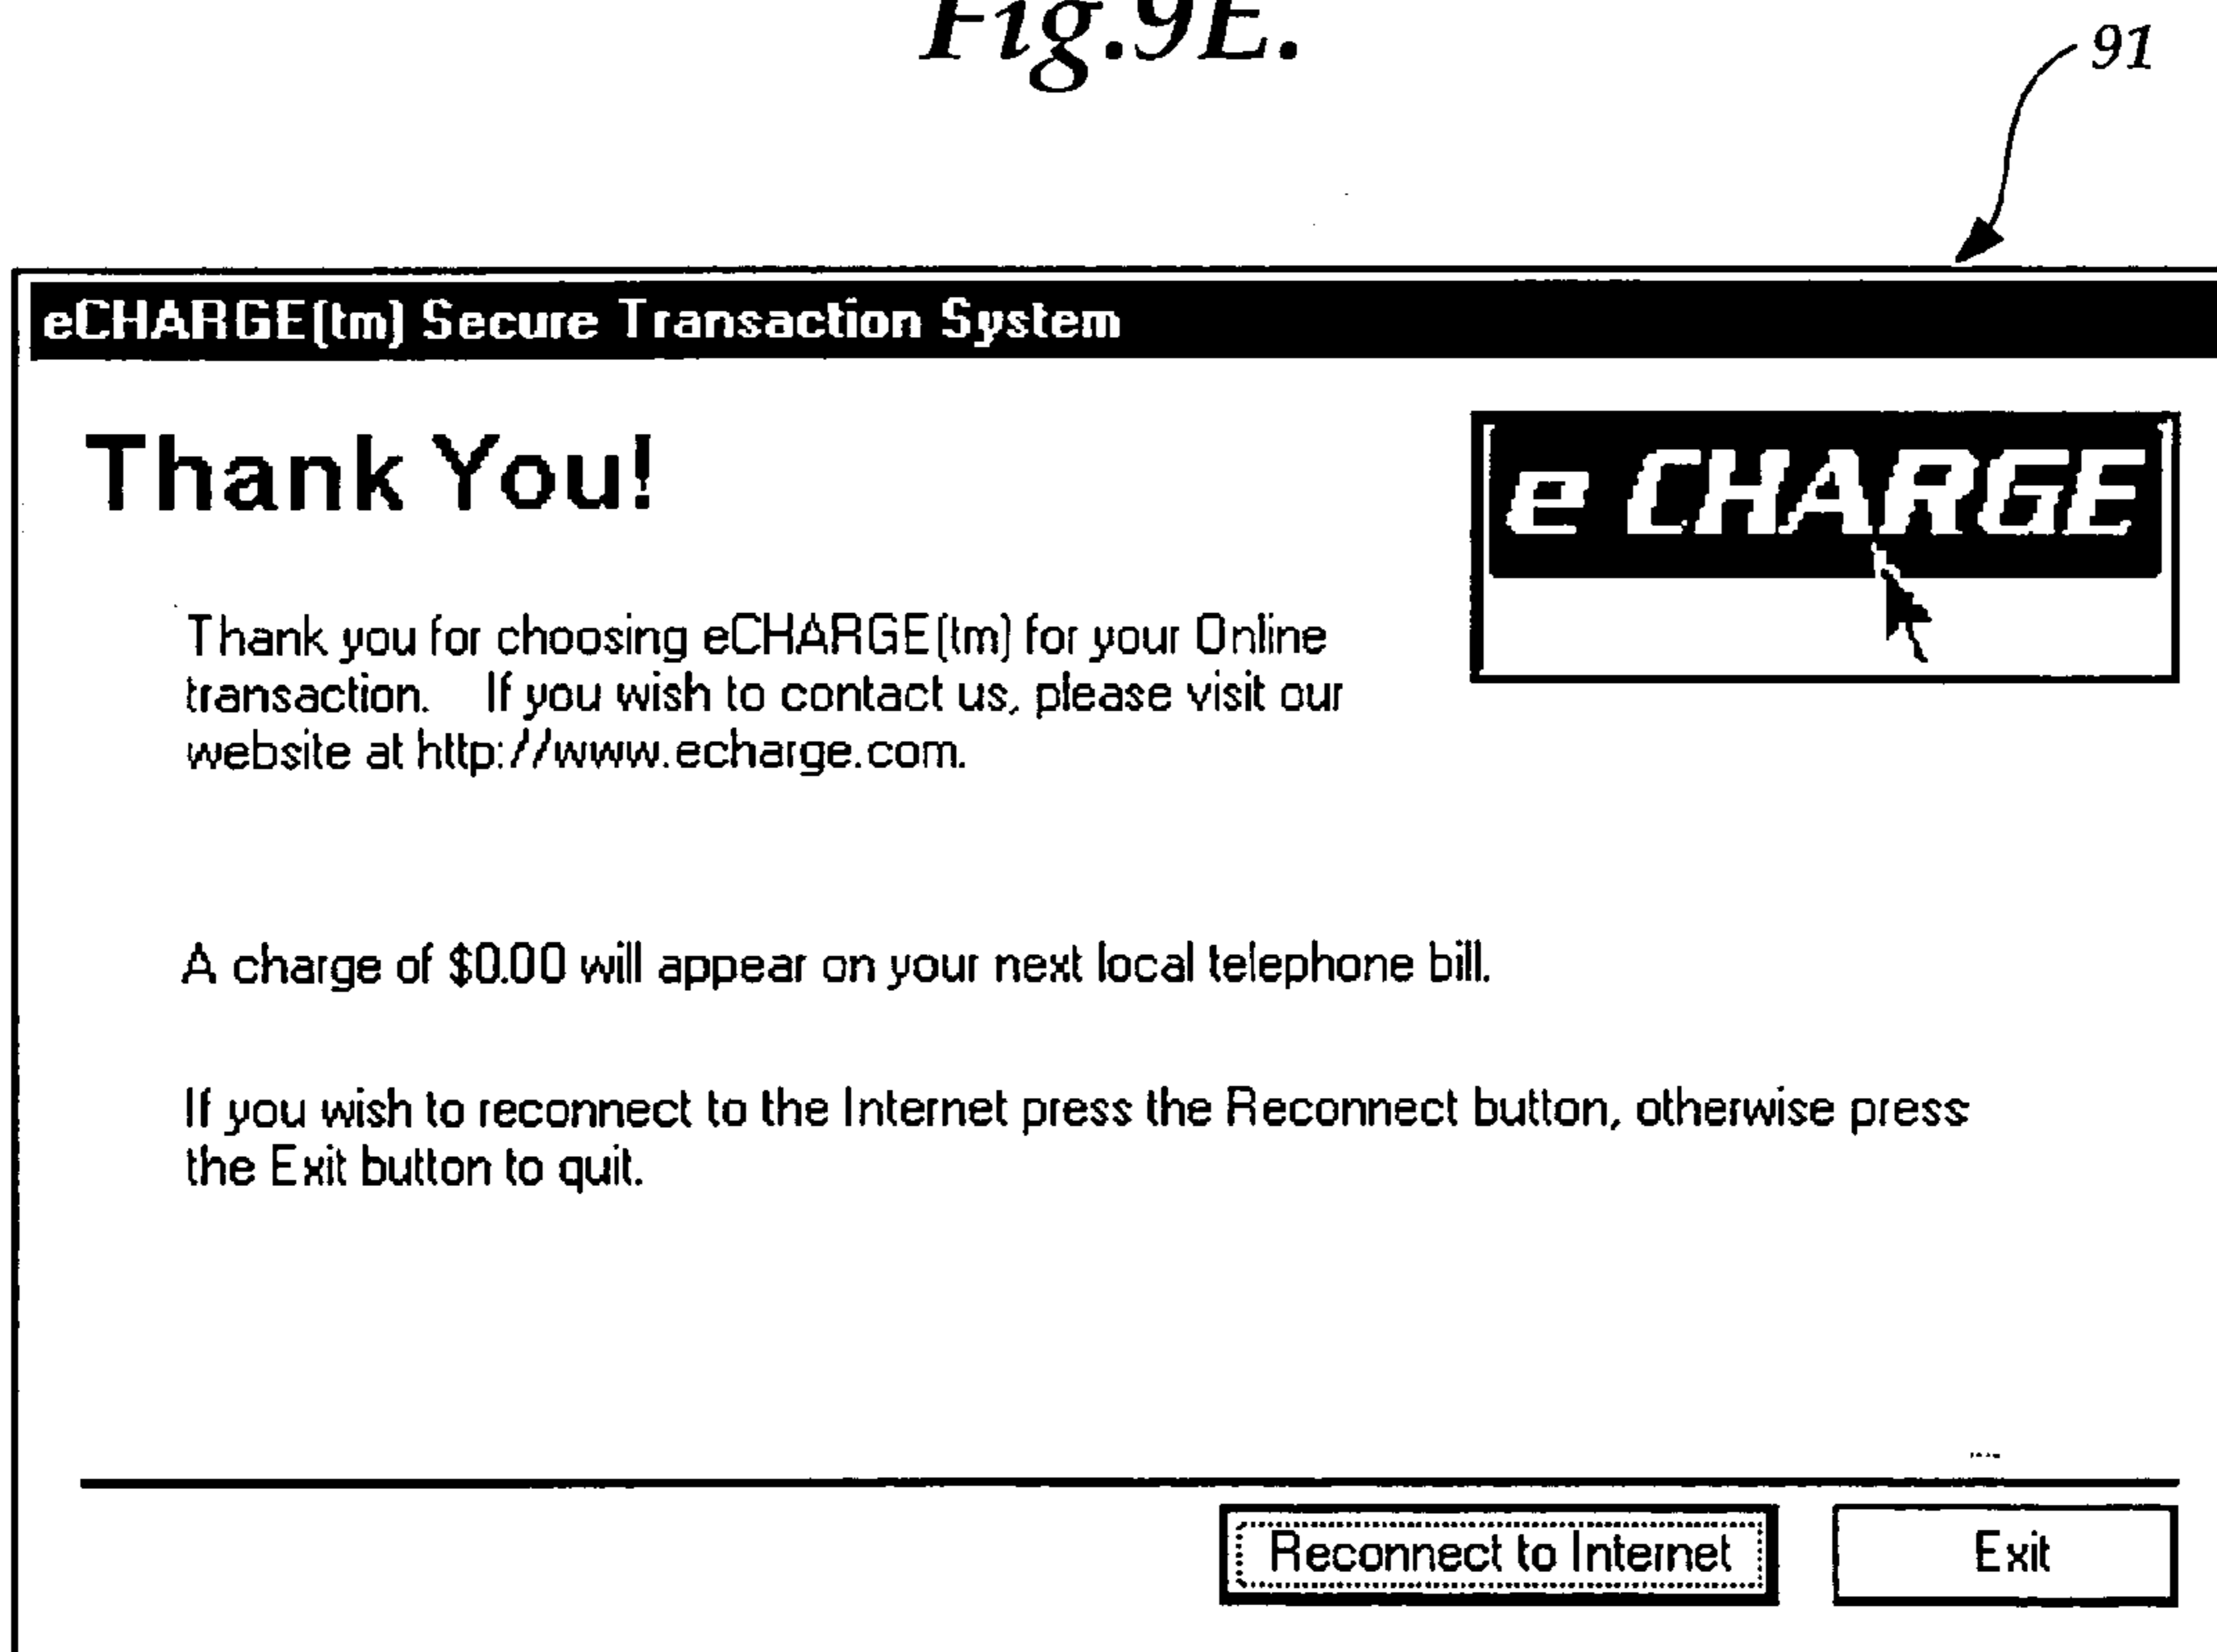 Fig.9E.
91
eCHARGE(tm) Secure Transaction System
Thank You!
e CHARGE
Thank you for choosing eCHARGE(tm) for your Online
transaction.   If you wish to contact us, please visit our
website at http://www.echarge.com.
A charge of $0.00 will appear on your next local telephone bill.
If you wish to reconnect to the Internet press the Reconnect button, otherwise press
the Exit button to quit.
Reconnect to Internet
Exit